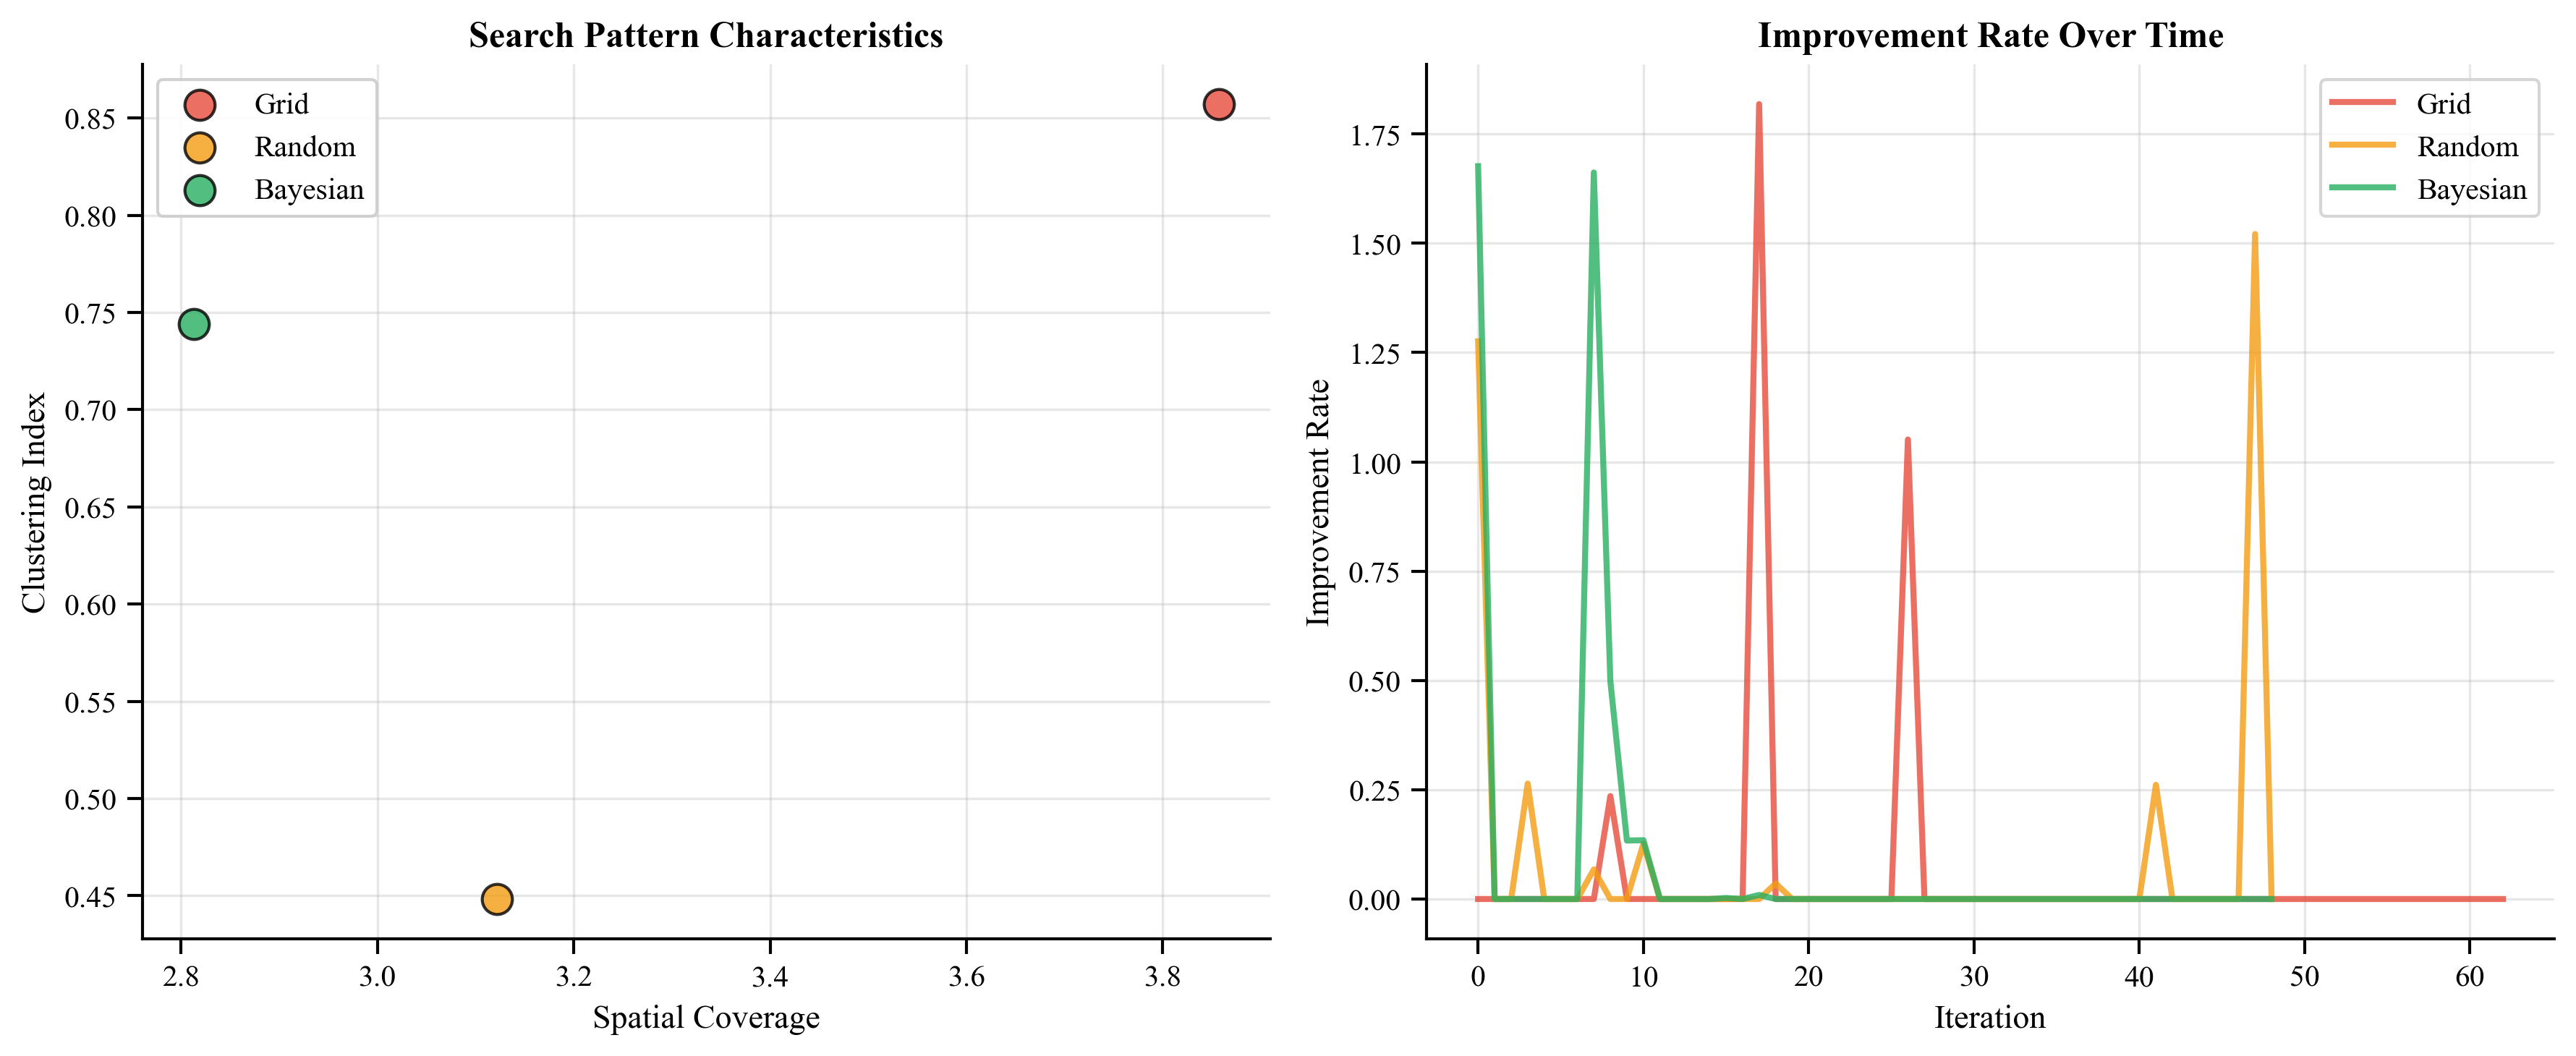 Search Pattern Characteristics
Grid
Random
Bayesian
0.85
0.80
0.75
0.70
0.65
0.60
0.55
0.50
0.45
Clustering Index
2.8 3.0 3.2 3.4 3.6 3.8
Spatial Coverage
Improvement Rate Over Time
Grid
Random
Bayesian
1.75
1.50
1.25
1.00
0.75
0.50
0.25
0.00
Improvement Rate
0 10 20 30 40 50 60
Iteration